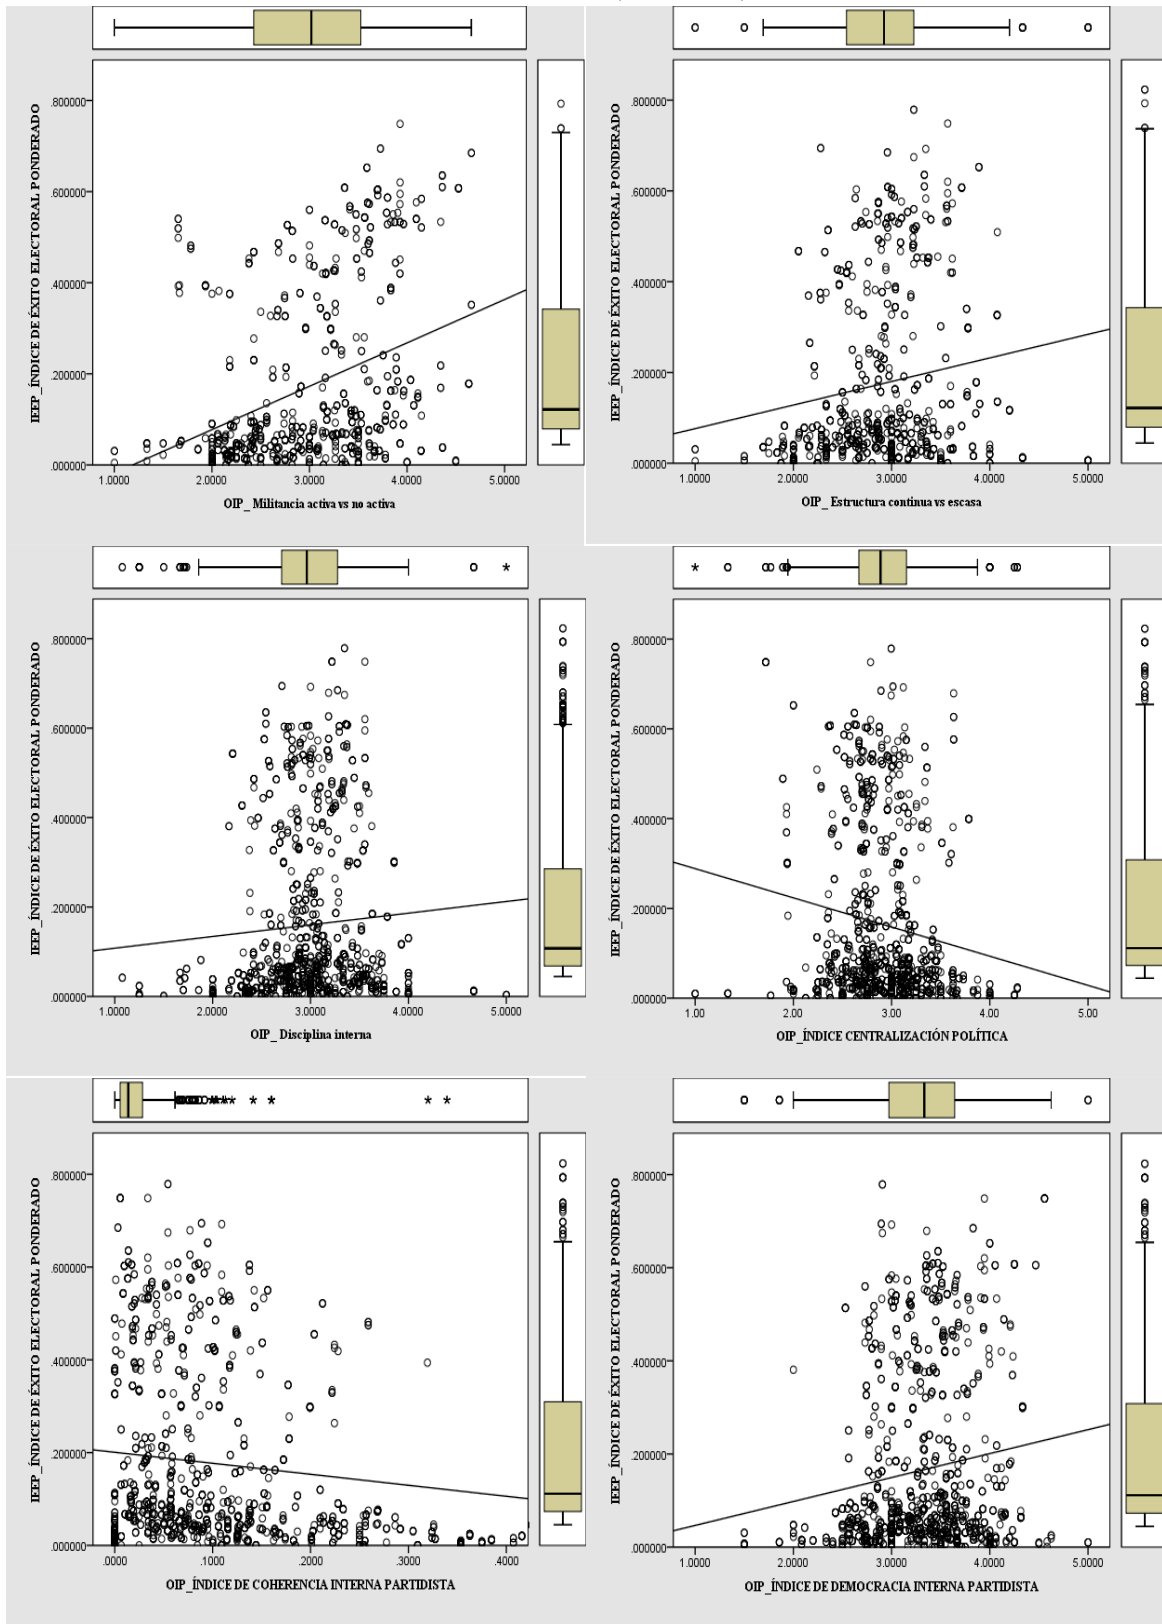 ÍEEP_ÍNDICE DE ÉXITO ELECTORAL PONDERADO
.800000
.600000
.400000
.200000
.000000
1.0000 2.0000 3.0000 4.0000 5.0000
OIP_ Militancia activa vs no activa
ÍEEP_ÍNDICE DE ÉXITO ELECTORAL PONDERADO
.800000
.600000
.400000
.200000
.000000
1.0000 2.0000 3.0000 4.0000 5.0000
OIP_ Estructura continua vs escasa
ÍEEP_ÍNDICE DE ÉXITO ELECTORAL PONDERADO
.800000
.600000
.400000
.200000
.000000
1.0000 2.0000 3.0000 4.0000 5.0000
OIP_ Disciplina interna
ÍEEP_ÍNDICE DE ÉXITO ELECTORAL PONDERADO
.800000
.600000
.400000
.200000
.000000
1.00 2.00 3.00 4.00 5.00
OIP_ÍNDICE CENTRALIZACIÓN POLÍTICA
ÍEEP_ÍNDICE DE ÉXITO ELECTORAL PONDERADO
.800000
.600000
.400000
.200000
.000000
.0000 .1000 .2000 .3000 .4000
OIP_ÍNDICE DE COHERENCIA INTERNA PARTIDISTA
ÍEEP_ÍNDICE DE ÉXITO ELECTORAL PONDERADO
.800000
.600000
.400000
.200000
.000000
1.0000 2.0000 3.0000 4.0000 5.0000
OIP_ÍNDICE DE DEMOCRACIA INTERNA PARTIDISTA